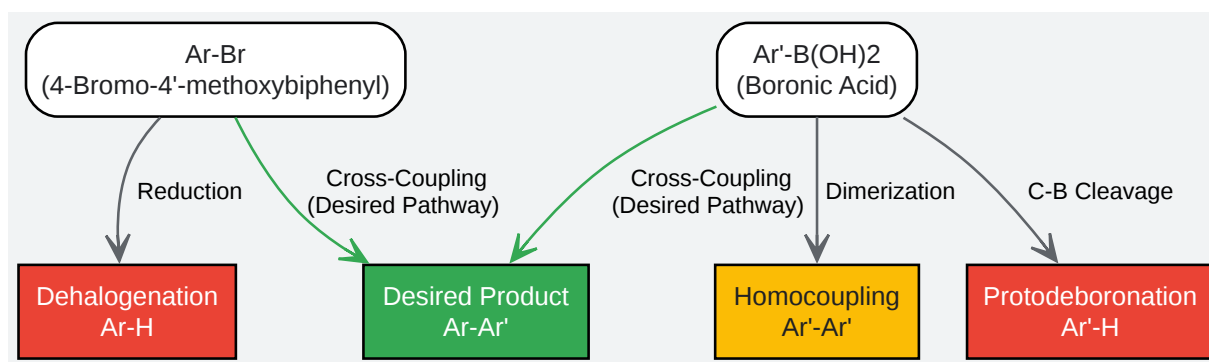 Ar-Br
(4-Bromo-4'-methoxybiphenyl)
Ar'-B(OH)2
(Boronic Acid)
Reduction
Cross-Coupling
(Desired Pathway)
Cross-Coupling
(Desired Pathway)
Dimerization
C-B Cleavage
Dehalogenation
Ar-H
Desired Product
Ar-Ar'
Homocoupling
Ar'-Ar'
Protodeboronation
Ar'-H